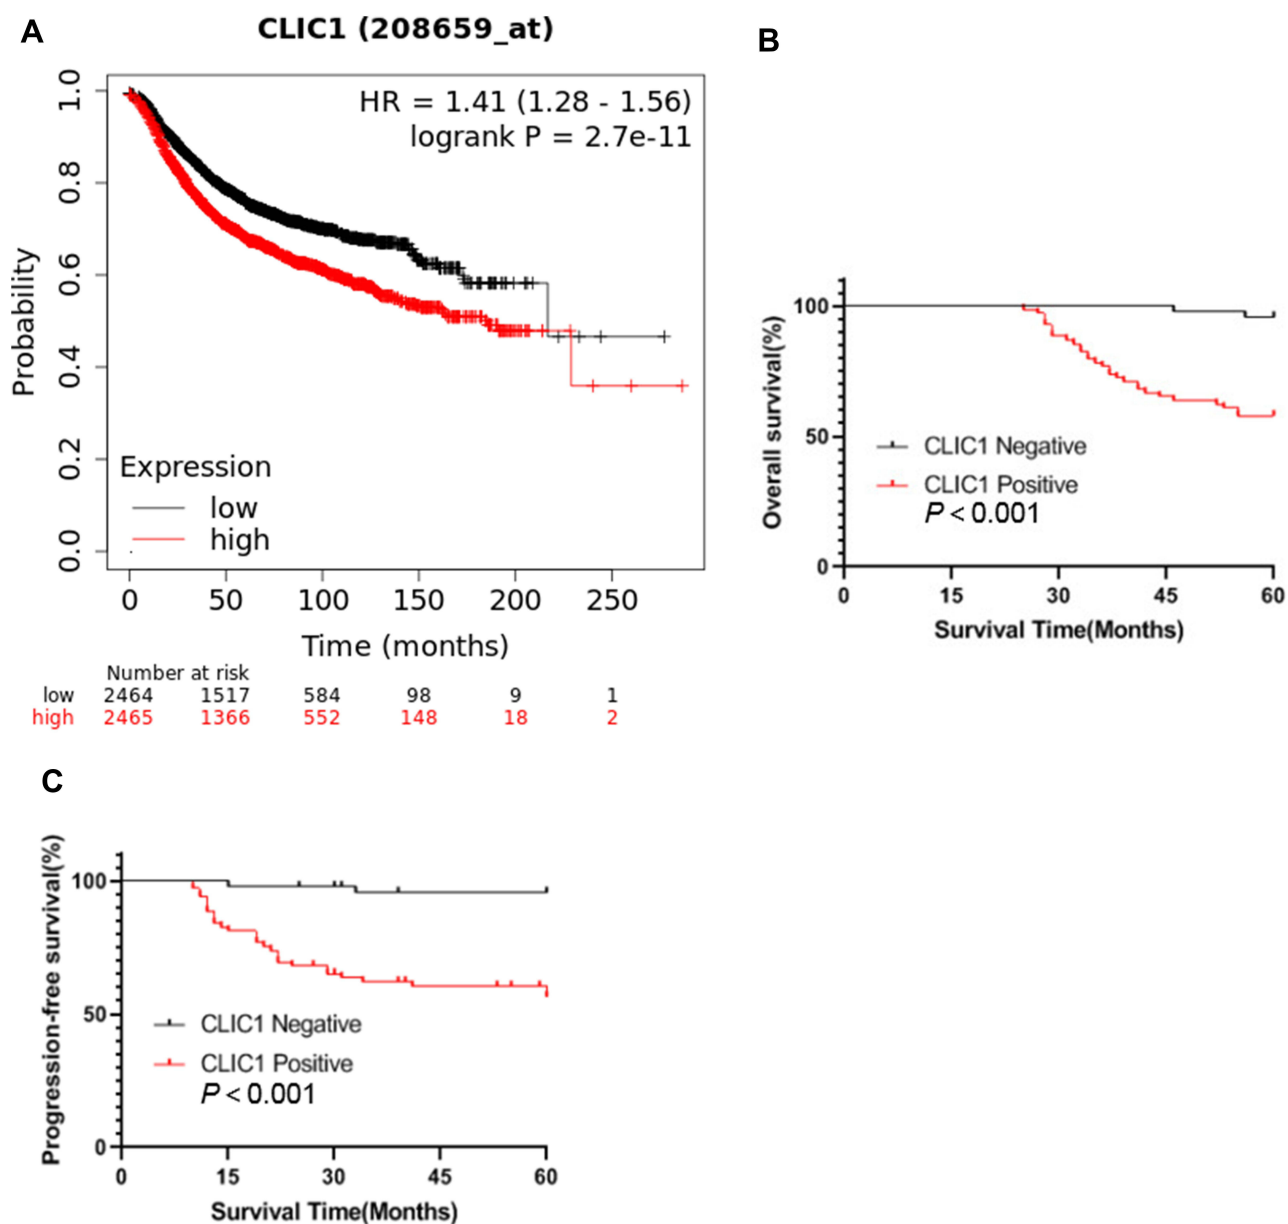 A
CLIC1 (208659_at)
HR = 1.41 (1.28 - 1.56)
logrank P = 2.7e-11
Probability
1.0
0.8
0.6
0.4
0.2
0.0
Expression
low
high
0 50 100 150 200 250
Time (months)
Number at risk
low 2464 1517 584 98 9 1
high 2465 1366 552 148 18 2
B
Overall survival(%)
100
50
0
CLIC1 Negative
CLIC1 Positive
P < 0.001
0 15 30 45 60
Survival Time(Months)
C
Progression-free survival(%)
100
50
0
CLIC1 Negative
CLIC1 Positive
P < 0.001
0 15 30 45 60
Survival Time(Months)